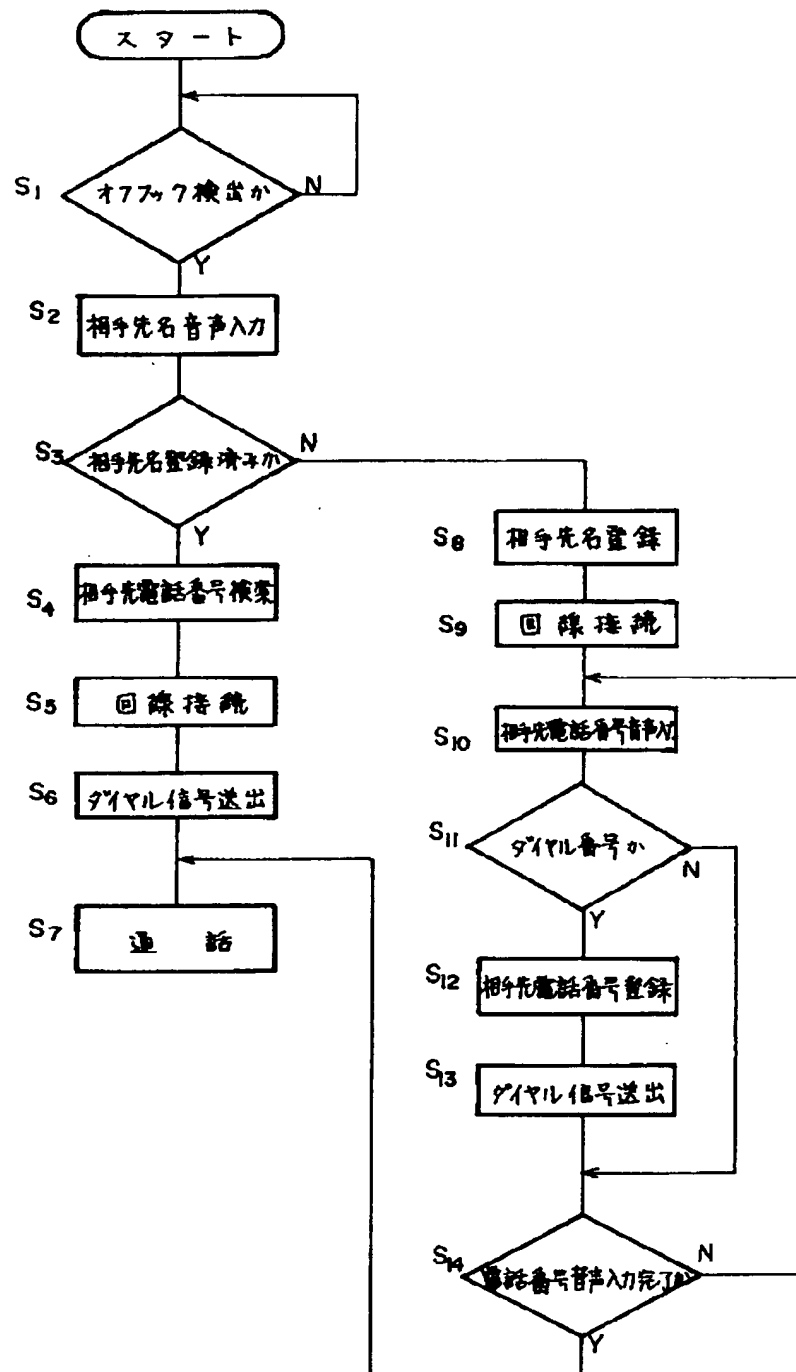 スタート
S1 オフフック検出か N
Y
S2 相手先名音声入力
S3 相手先名登録済みか N
Y
S4 相手先電話番号検索
S5 回線接続
S6 ダイヤル信号送出
S7 通話
S8 相手先名登録
S9 回線接続
S10 相手先電話番号音声入力
S11 ダイヤル番号か N
Y
S12 相手先電話番号登録
S13 ダイヤル信号送出
S14 電話番号音声入力完了か N
Y